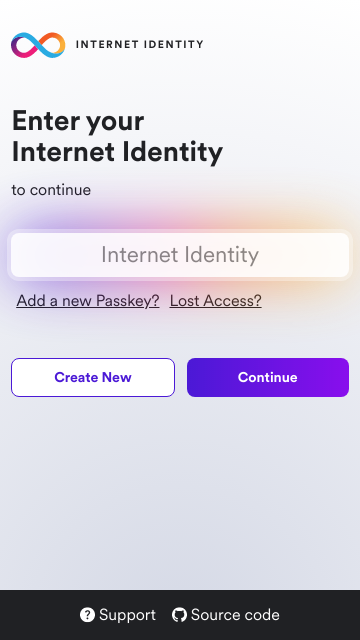 INTERNET IDENTITY
Enter your
Internet Identity
to continue
Internet Identity
Add a new Passkey? Lost Access?
Create New Continue
Support Source code